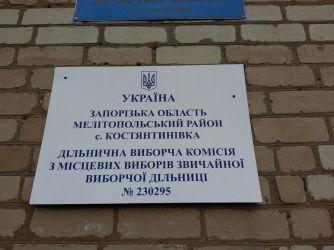 УКРАЇНА
ЗАПОРІЗЬКА ОБЛАСТЬ
МЕЛІТОПОЛЬСЬКИЙ РАЙОН
с. КОСТЯНТИНІВКА
ДІЛЬНИЧНА ВИБОРЧА КОМІСІЯ
З МІСЦЕВИХ ВИБОРІВ ЗВИЧАЙНОЇ
ВИБОРЧОЇ ДІЛЬНИЦІ
№ 230295